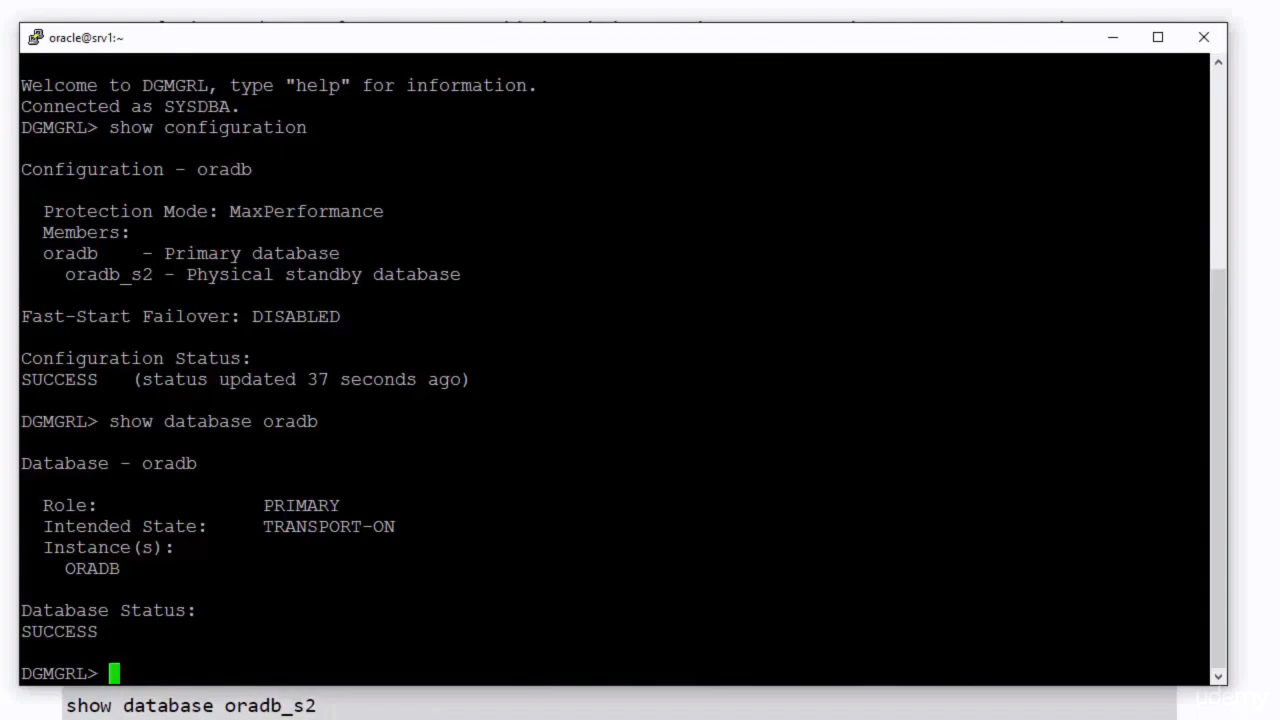 oracle@srv1:~
Welcome to DGMGRL, type "help" for information.
Connected as SYSDBA.
DGMGRL> show configuration
Configuration - oradb
Protection Mode: MaxPerformance
Members:
oradb - Primary database
oradb_s2 - Physical standby database
Fast-Start Failover: DISABLED
Configuration Status:
SUCCESS (status updated 37 seconds ago)
DGMGRL> show database oradb
Database - oradb
Role: PRIMARY
Intended State: TRANSPORT-ON
Instance(s):
ORADB
Database Status:
SUCCESS
DGMGRL>
show database oradb_s2
udemy